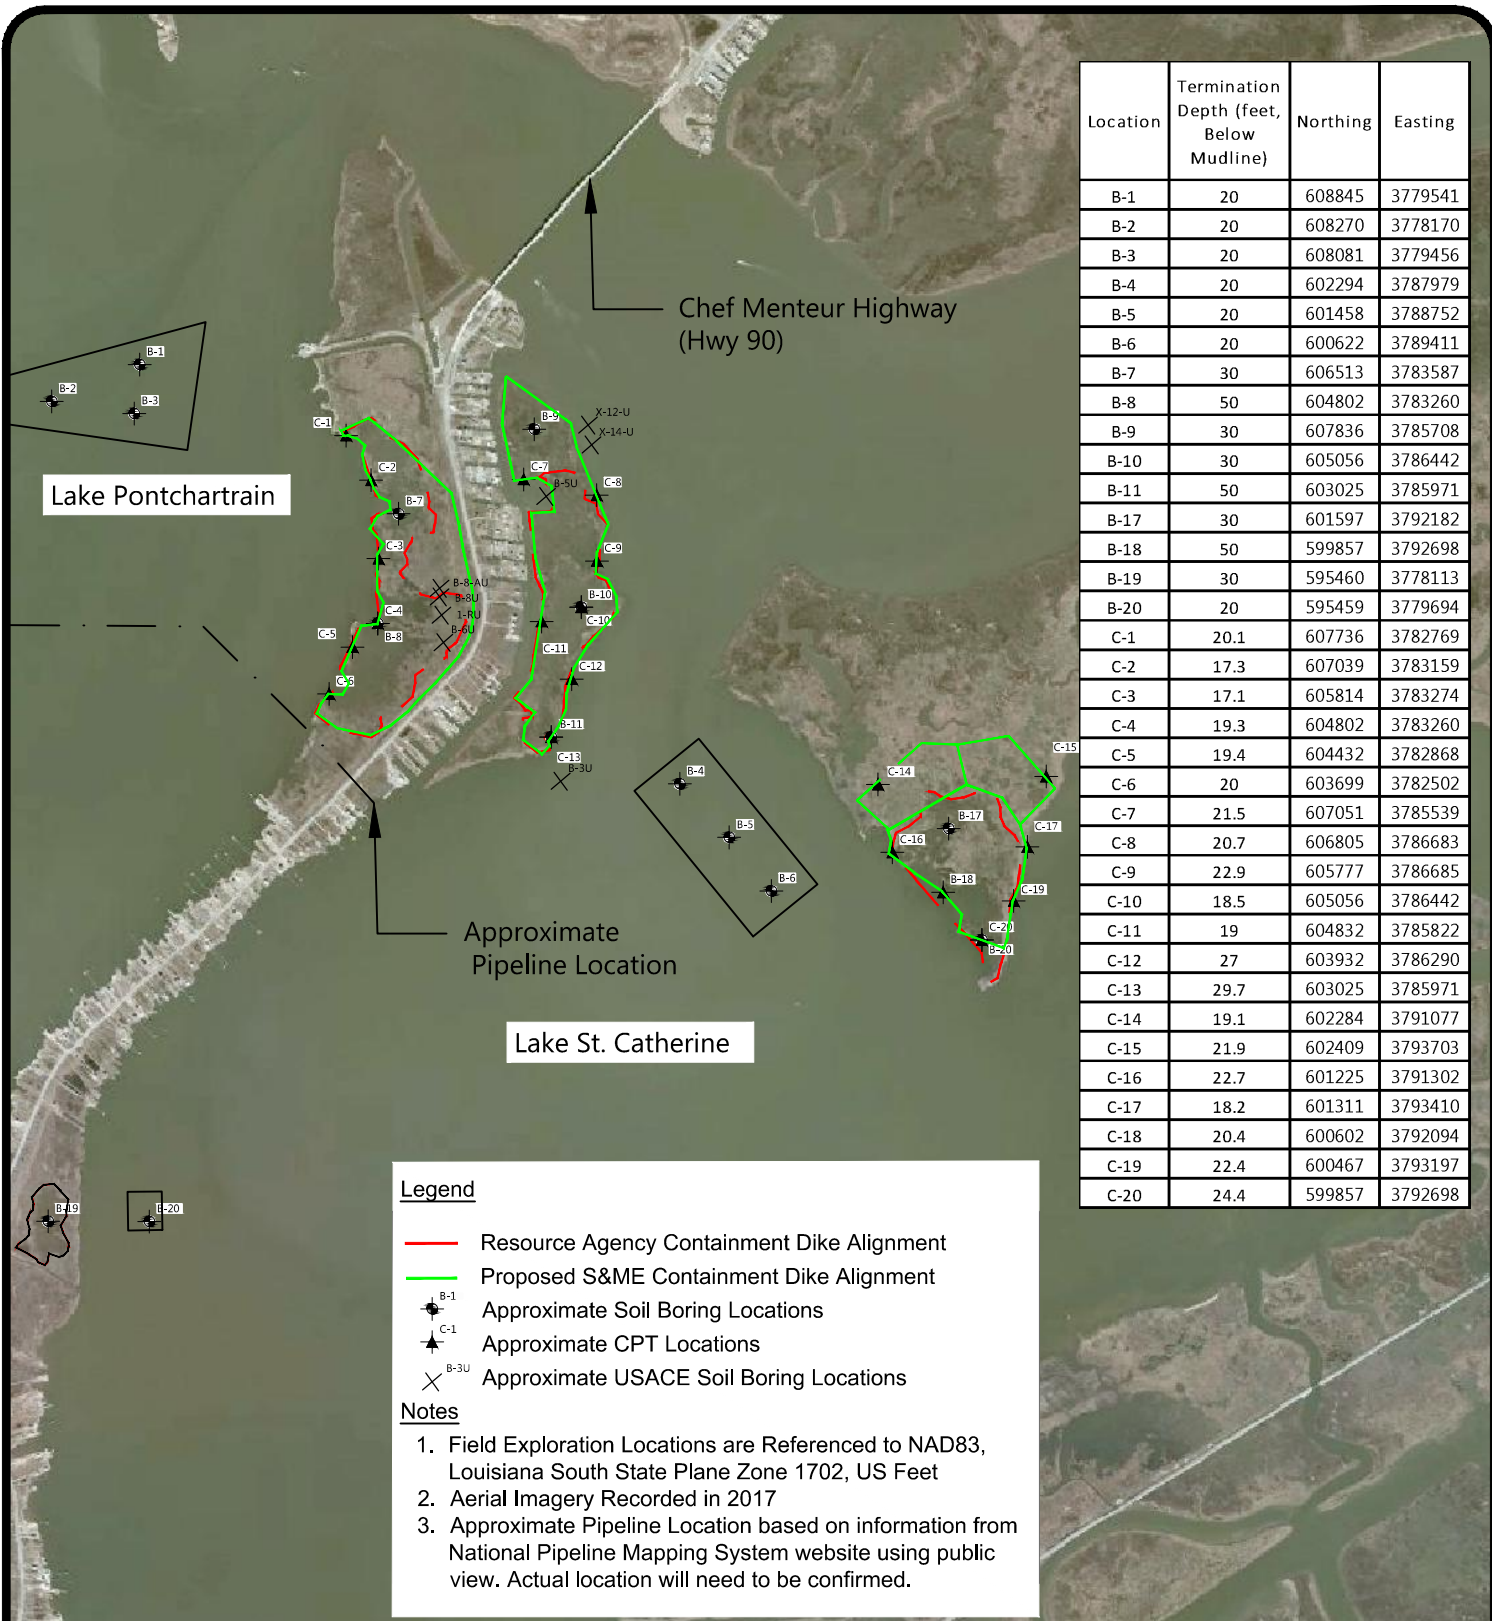 Location Termination Depth (feet, Below Mudline) Northing Easting
B-1 20 608845 3779541
B-2 20 608270 3778170
B-3 20 608081 3779456
B-4 20 602294 3787979
B-5 20 601458 3788752
B-6 20 600622 3789411
B-7 30 606513 3783587
B-8 50 604802 3783260
B-9 30 607836 3785708
B-10 30 605056 3786442
B-11 50 603025 3785971
B-17 30 601597 3792182
B-18 50 599857 3792698
B-19 30 595460 3778113
B-20 20 595459 3779694
C-1 20.1 607736 3782769
C-2 17.3 607039 3783159
C-3 17.1 605814 3783274
C-4 19.3 604802 3783260
C-5 19.4 604432 3782868
C-6 20 603699 3782502
C-7 21.5 607051 3785539
C-8 20.7 606805 3786683
C-9 22.9 605777 3786685
C-10 18.5 605056 3786442
C-11 19 604832 3785822
C-12 27 603932 3786290
C-13 29.7 603025 3785971
C-14 19.1 602284 3791077
C-15 21.9 602409 3793703
C-16 22.7 601225 3791302
C-17 18.2 601311 3793410
C-18 20.4 600602 3792094
C-19 22.4 600467 3793197
C-20 24.4 599857 3792698
Chef Menteur Highway
(Hwy 90)
B-1
B-2
B-3
Lake Pontchartrain
C-1
C-2
B-7
C-3
B-8-AU
B-8U
1-RU
B-6U
C-4
B-8
C-5
C-6
B-9
X-12-U
X-14-U
C-7
B-5U
C-8
C-9
B-10
C-10
C-11
C-12
B-11
C-13
B-3U
B-4
B-5
B-6
C-14
C-15
B-17
C-17
C-16
B-18
C-19
C-20
B-20
Approximate
Pipeline Location
Lake St. Catherine
B-19
B-20
Legend
Resource Agency Containment Dike Alignment
Proposed S&ME Containment Dike Alignment
B-1 Approximate Soil Boring Locations
C-1 Approximate CPT Locations
B-3U Approximate USACE Soil Boring Locations
Notes
1. Field Exploration Locations are Referenced to NAD83,
Louisiana South State Plane Zone 1702, US Feet
2. Aerial Imagery Recorded in 2017
3. Approximate Pipeline Location based on information from
National Pipeline Mapping System website using public
view. Actual location will need to be confirmed.